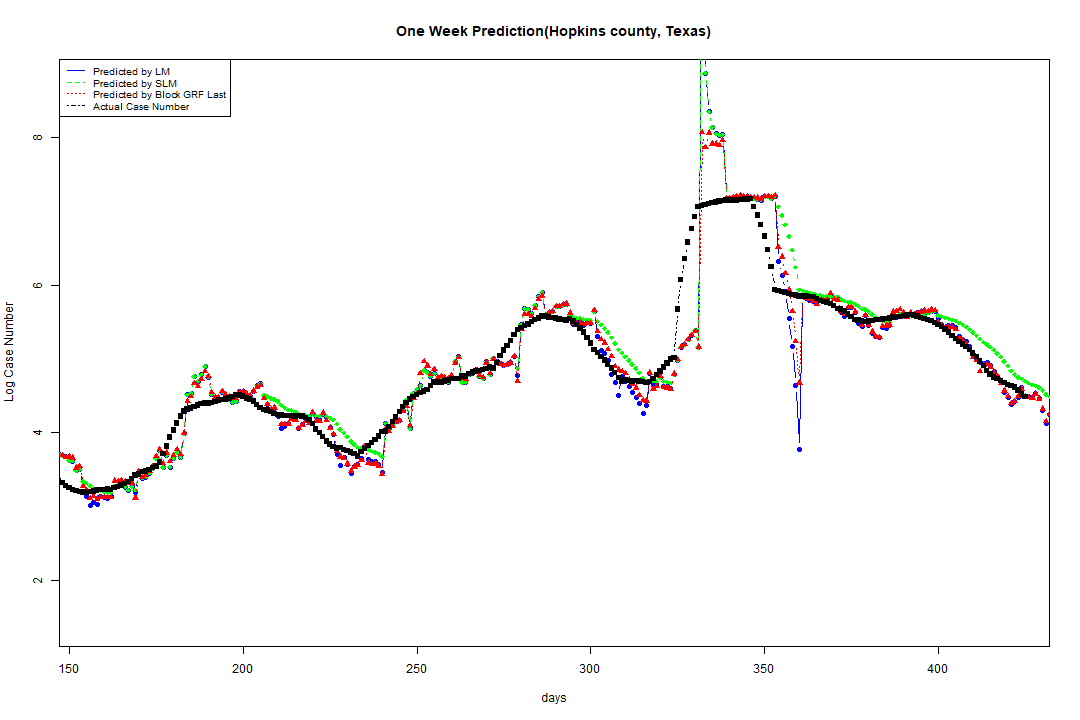 One Week Prediction(Hopkins county, Texas)
Predicted by LM
Predicted by SLM
Predicted by Block GRF Last
Actual Case Number
8
6
4
2
Log Case Number
150 200 250 300 350 400
days